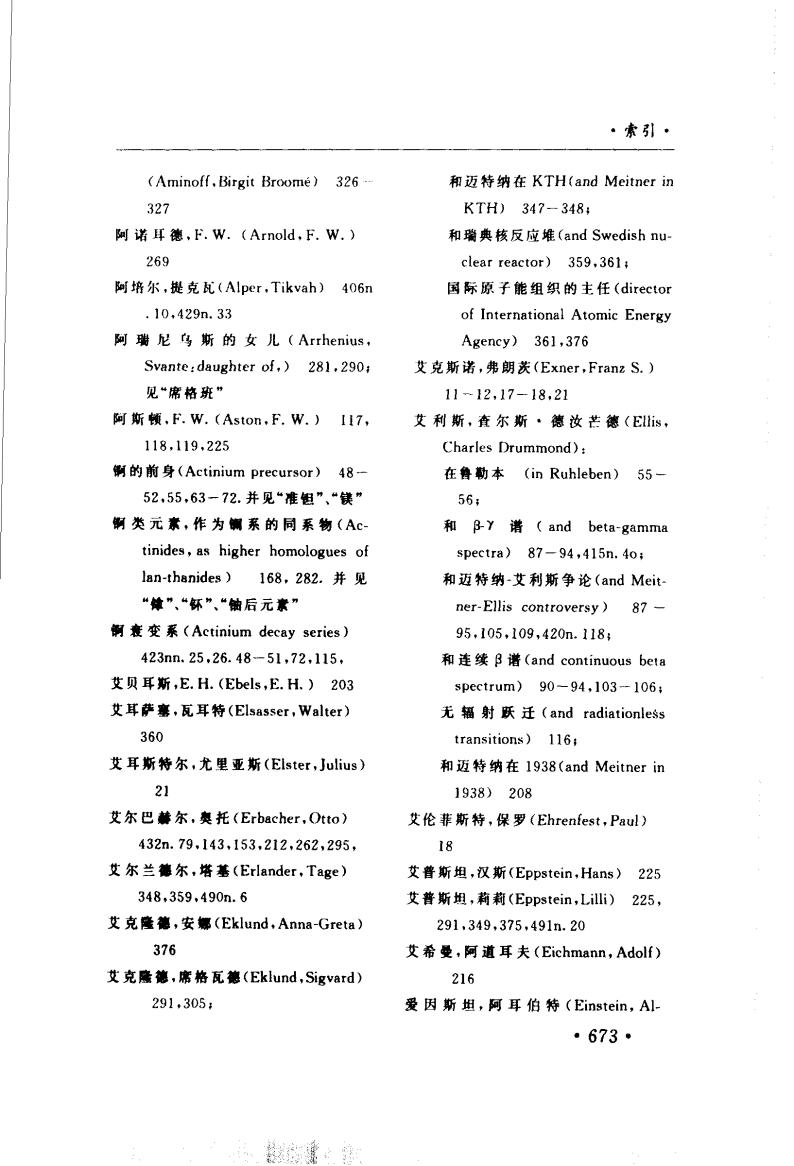 ·索引·
(Aminoff,Birgit Broomé) 326-
327
阿诺耳德,F.W.(Arnold,F.W.)
269
阿培尔,提克瓦(Alper,Tikvah) 406n
.10,429n.33
阿瑞尼乌斯的女儿(Arrhenius,
Svante:daughter of,) 281,290;
见“席格班”
阿斯顿,F.W.(Aston,F.W.) 117,
118,119,225
锕的前身(Actinium precursor) 48—
52,55,63—72.并见“准钽”、“镤”
锕类元素,作为镧系的同系物(Ac-
tinides,as higher homologues of
lan-thanides) 168,282.并见
“镎”、“钚”、“铀后元素”
锕衰变系(Actinium decay series)
423nn.25,26.48—51,72,115,
艾贝耳斯,E.H.(Ebels,E.H.) 203
艾耳萨塞,瓦耳特(Elsasser,Walter)
360
艾耳斯特尔,尤里亚斯(Elster,Julius)
21
艾尔巴赫尔,奥托(Erbacher,Otto)
432n.79,143,153,212,262,295,
艾尔兰德尔,塔基(Erlander,Tage)
348,359,490n.6
艾克隆德,安娜(Eklund,Anna-Greta)
376
艾克隆德,席格瓦德(Eklund,Sigvard)
291,305;
和迈特纳在 KTH(and Meitner in
KTH) 347—348;
和瑞典核反应堆(and Swedish nu-
clear reactor) 359,361;
国际原子能组织的主任(director
of International Atomic Energy
Agency) 361,376
艾克斯诺,弗朗茨(Exner,Franz S.)
11—12,17—18,21
艾利斯,查尔斯·德汝芒德(Ellis,
Charles Drummond):
在鲁勒本 (in Ruhleben) 55—
56;
和 β-γ 谱 (and beta-gamma
spectra) 87—94,415n.4o;
和迈特纳-艾利斯争论(and Meit-
ner-Ellis controversy) 87—
95,105,109,420n.118;
和连续β谱(and continuous beta
spectrum) 90—94,103—106;
无辐射跃迁(and radiationless
transitions) 116;
和迈特纳在 1938(and Meitner in
1938) 208
艾伦菲斯特,保罗(Ehrenfest,Paul)
18
艾普斯坦,汉斯(Eppstein,Hans) 225
艾普斯坦,莉莉(Eppstein,Lilli) 225,
291,349,375,491n.20
艾希曼,阿道耳夫(Eichmann,Adolf)
216
爱因斯坦,阿耳伯特(Einstein,Al-
·673·